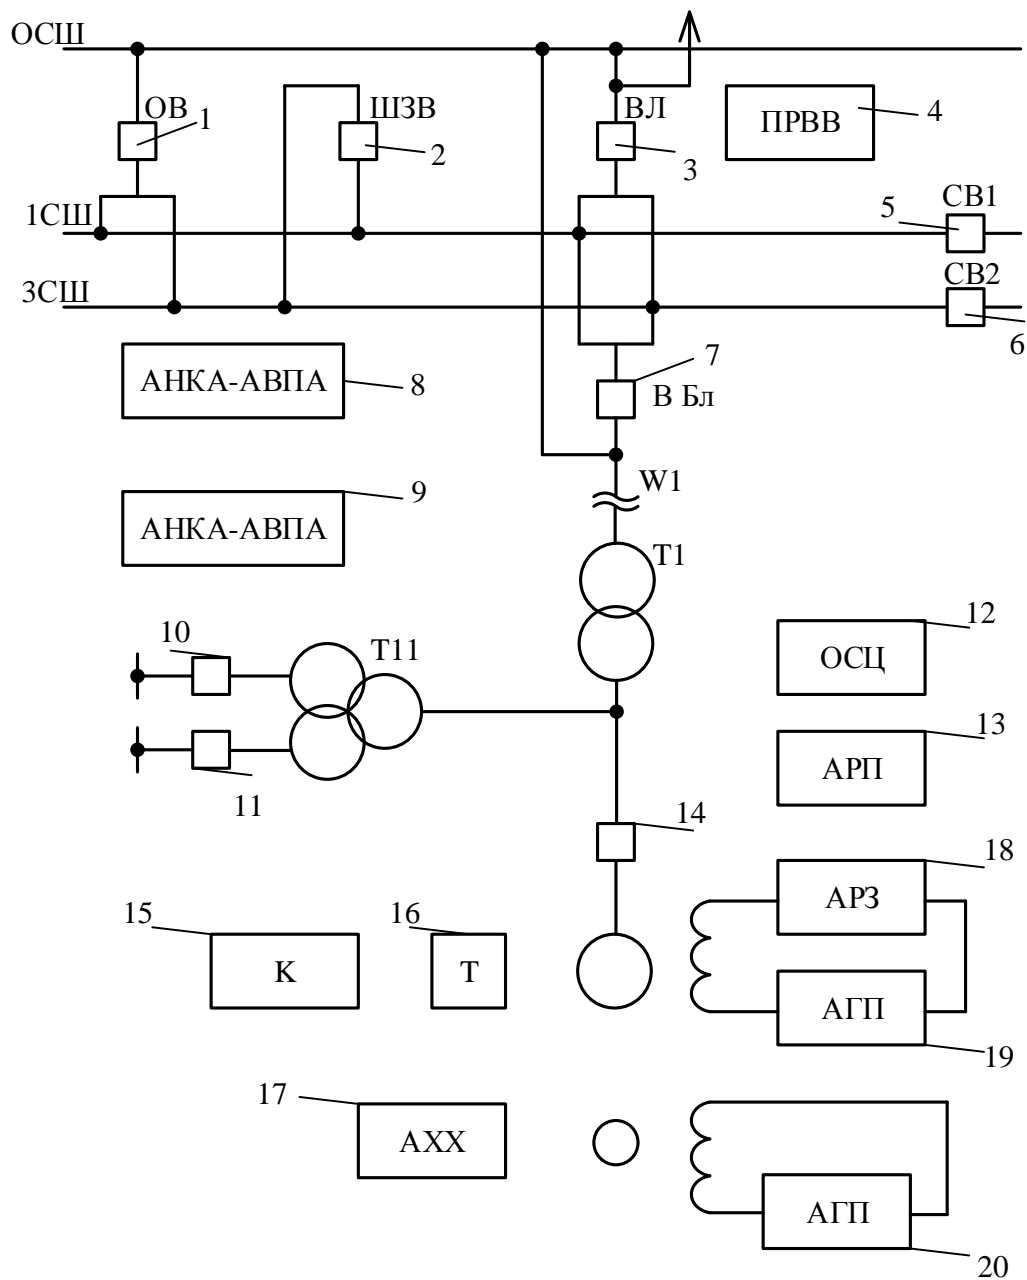 ОСШ
ОВ
1
ШЗВ
2
ВЛ
3
ПРВВ
4
1СШ
5
СВ1
3СШ
СВ2
6
АНКА-АВПА
8
7
В Бл
АНКА-АВПА
9
W1
Т1
10
Т11
11
12
ОСЦ
13
АРП
14
18
АРЗ
15
К
16
Т
АГП
19
17
АХХ
АГП
20